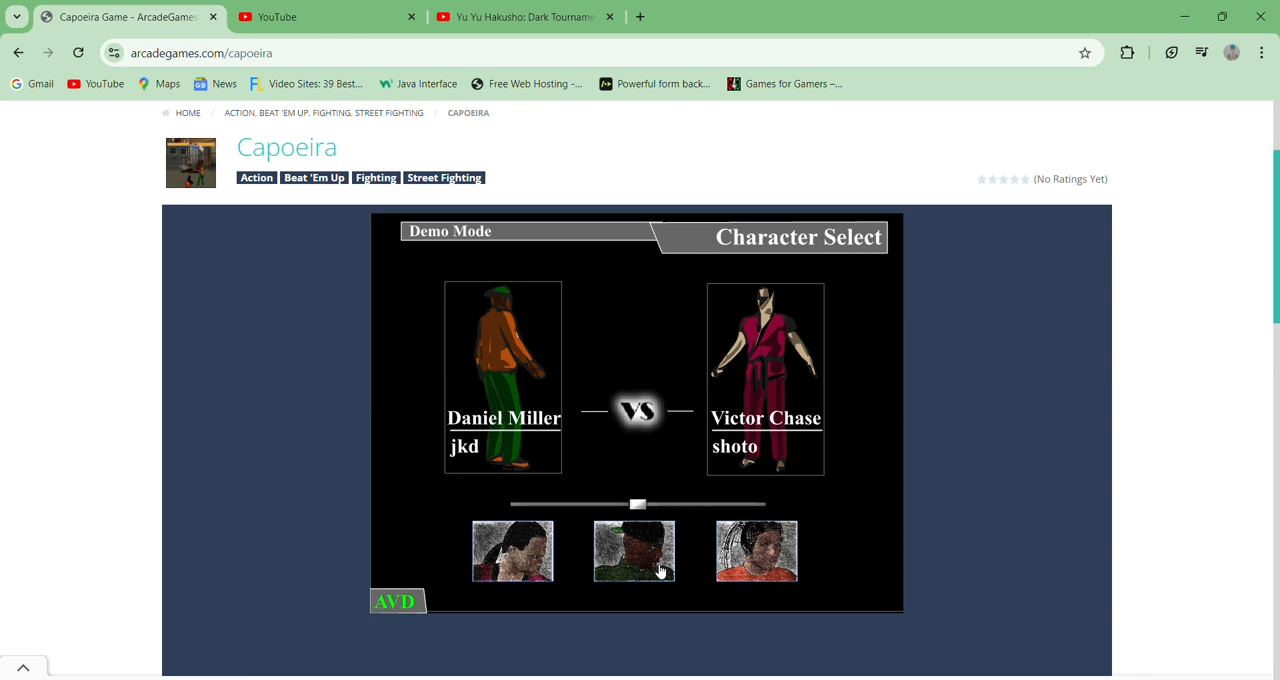 Capoeira Game - ArcadeGames
YouTube
Yu Yu Hakusho: Dark Tourname
arcadegames.com/capoeira
Gmail
YouTube
Maps
News
Video Sites: 39 Best...
Java Interface
Free Web Hosting -...
Powerful form back...
Games for Gamers –...
HOME / ACTION, BEAT 'EM UP, FIGHTING, STREET FIGHTING / CAPOEIRA
Capoeira
Action Beat 'Em Up Fighting Street Fighting
(No Ratings Yet)
Demo Mode
Character Select
Daniel Miller
jkd
VS
Victor Chase
shoto
AVD